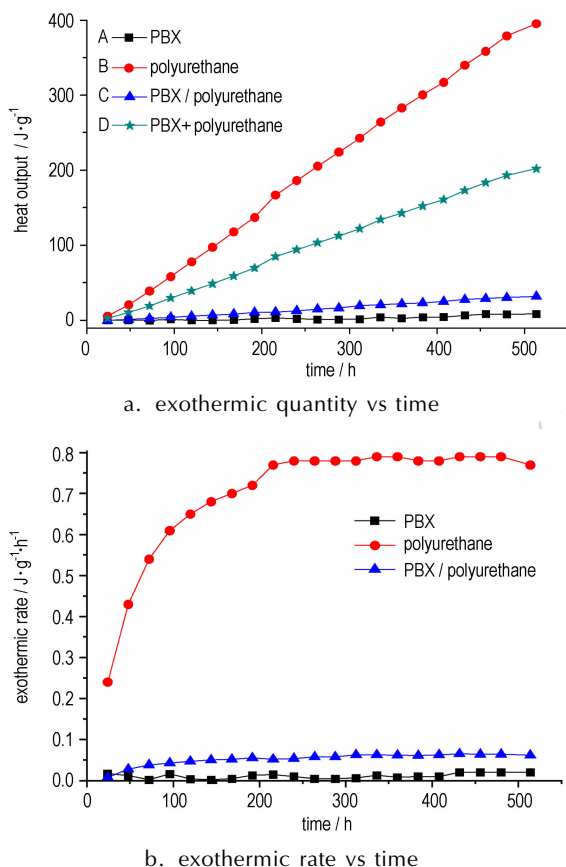 400
300
200
100
0
heat output / J·g⁻¹
A PBX
B polyurethane
C PBX / polyurethane
D PBX+ polyurethane
0 100 200 300 400 500
time / h
a. exothermic quantity vs time
0.8
0.7
0.6
0.5
0.4
0.3
0.2
0.1
0.0
exothermic rate / J·g⁻¹·h⁻¹
PBX
polyurethane
PBX / polyurethane
0 100 200 300 400 500
time / h
b. exothermic rate vs time